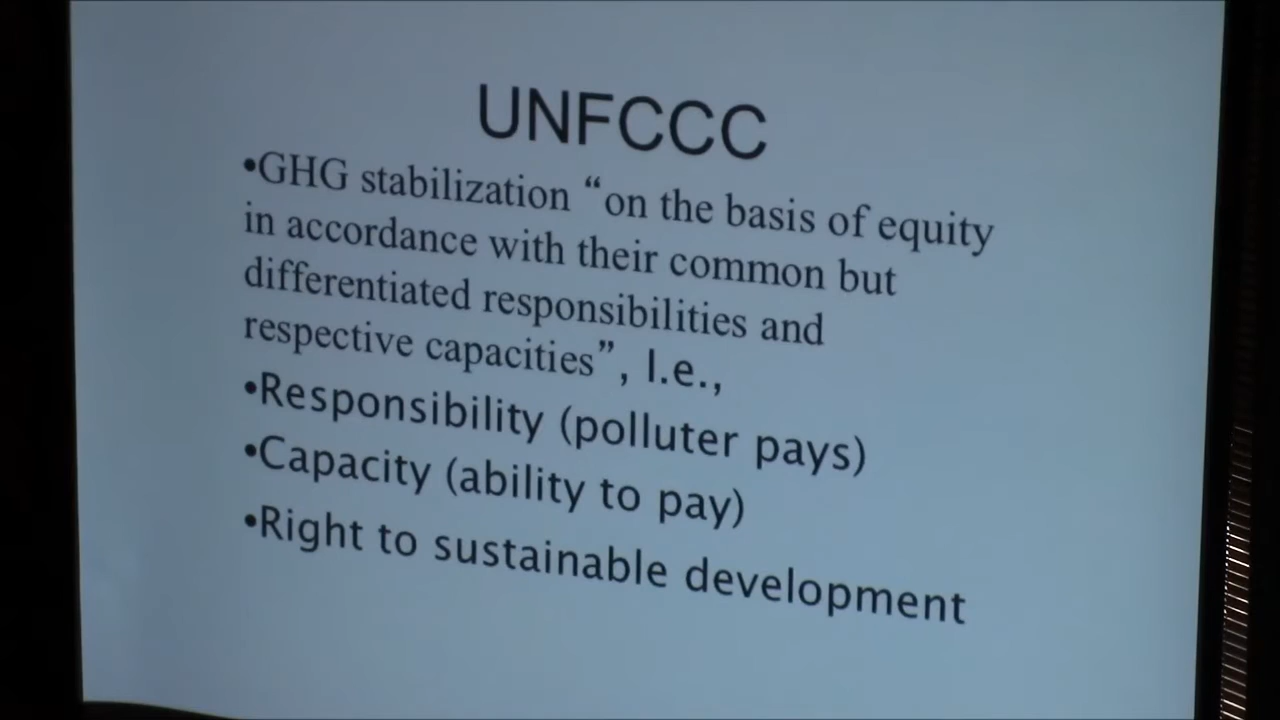 UNFCCC
•GHG stabilization “on the basis of equity
in accordance with their common but
differentiated responsibilities and
respective capacities”, I.e.,
•Responsibility (polluter pays)
•Capacity (ability to pay)
•Right to sustainable development